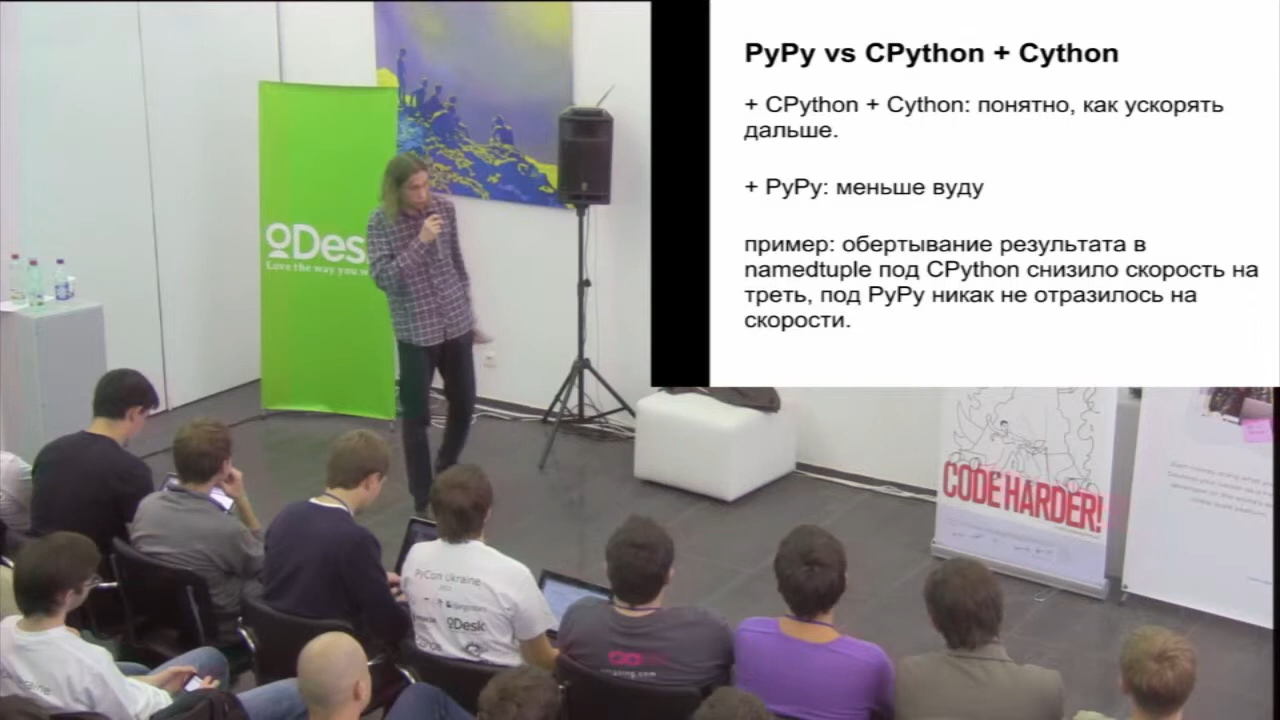 PyPy vs CPython + Cython
+ CPython + Cython: понятно, как ускорять
дальше.
+ PyPy: меньше вуду
пример: обертывание результата в
namedtuple под CPython снизило скорость на
треть, под PyPy никак не отразилось на
скорости.
oDes
Love the way you w
CODE HARDER!
PyCon Ukraine
oDesk